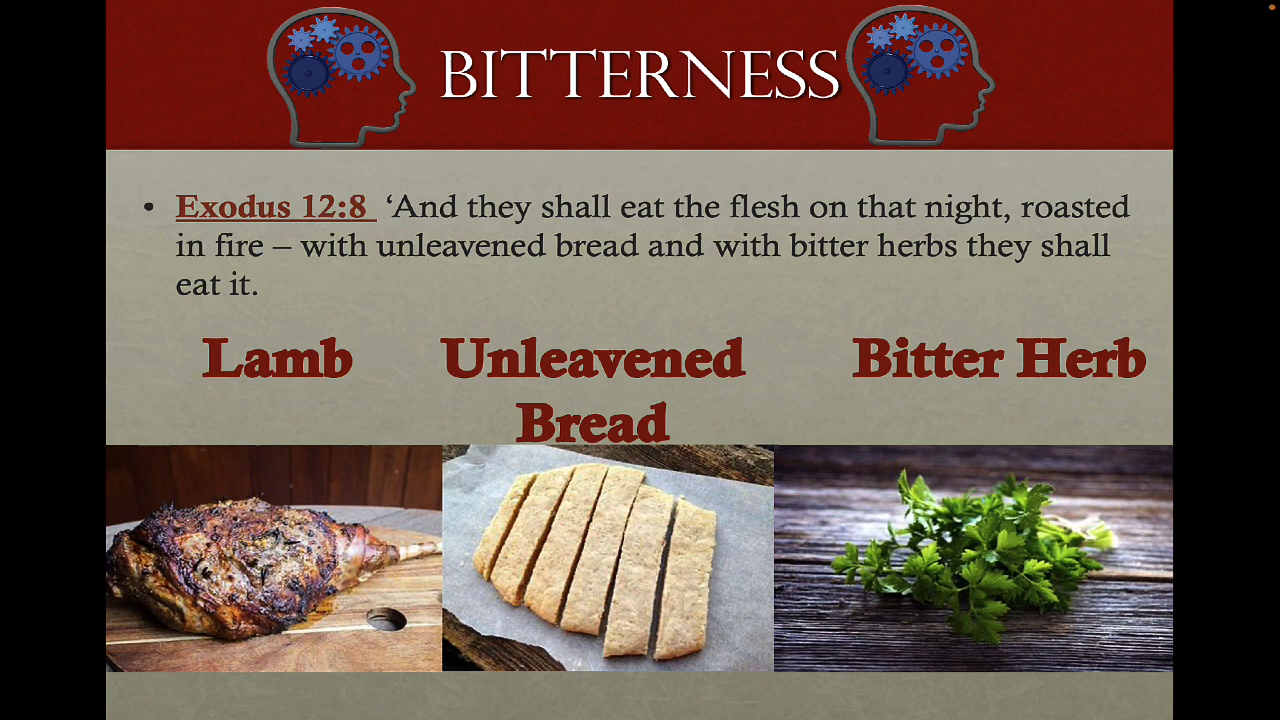 BITTERNESS
• Exodus 12:8 ‘And they shall eat the flesh on that night, roasted
in fire – with unleavened bread and with bitter herbs they shall
eat it.
Lamb
Unleavened
Bread
Bitter Herb